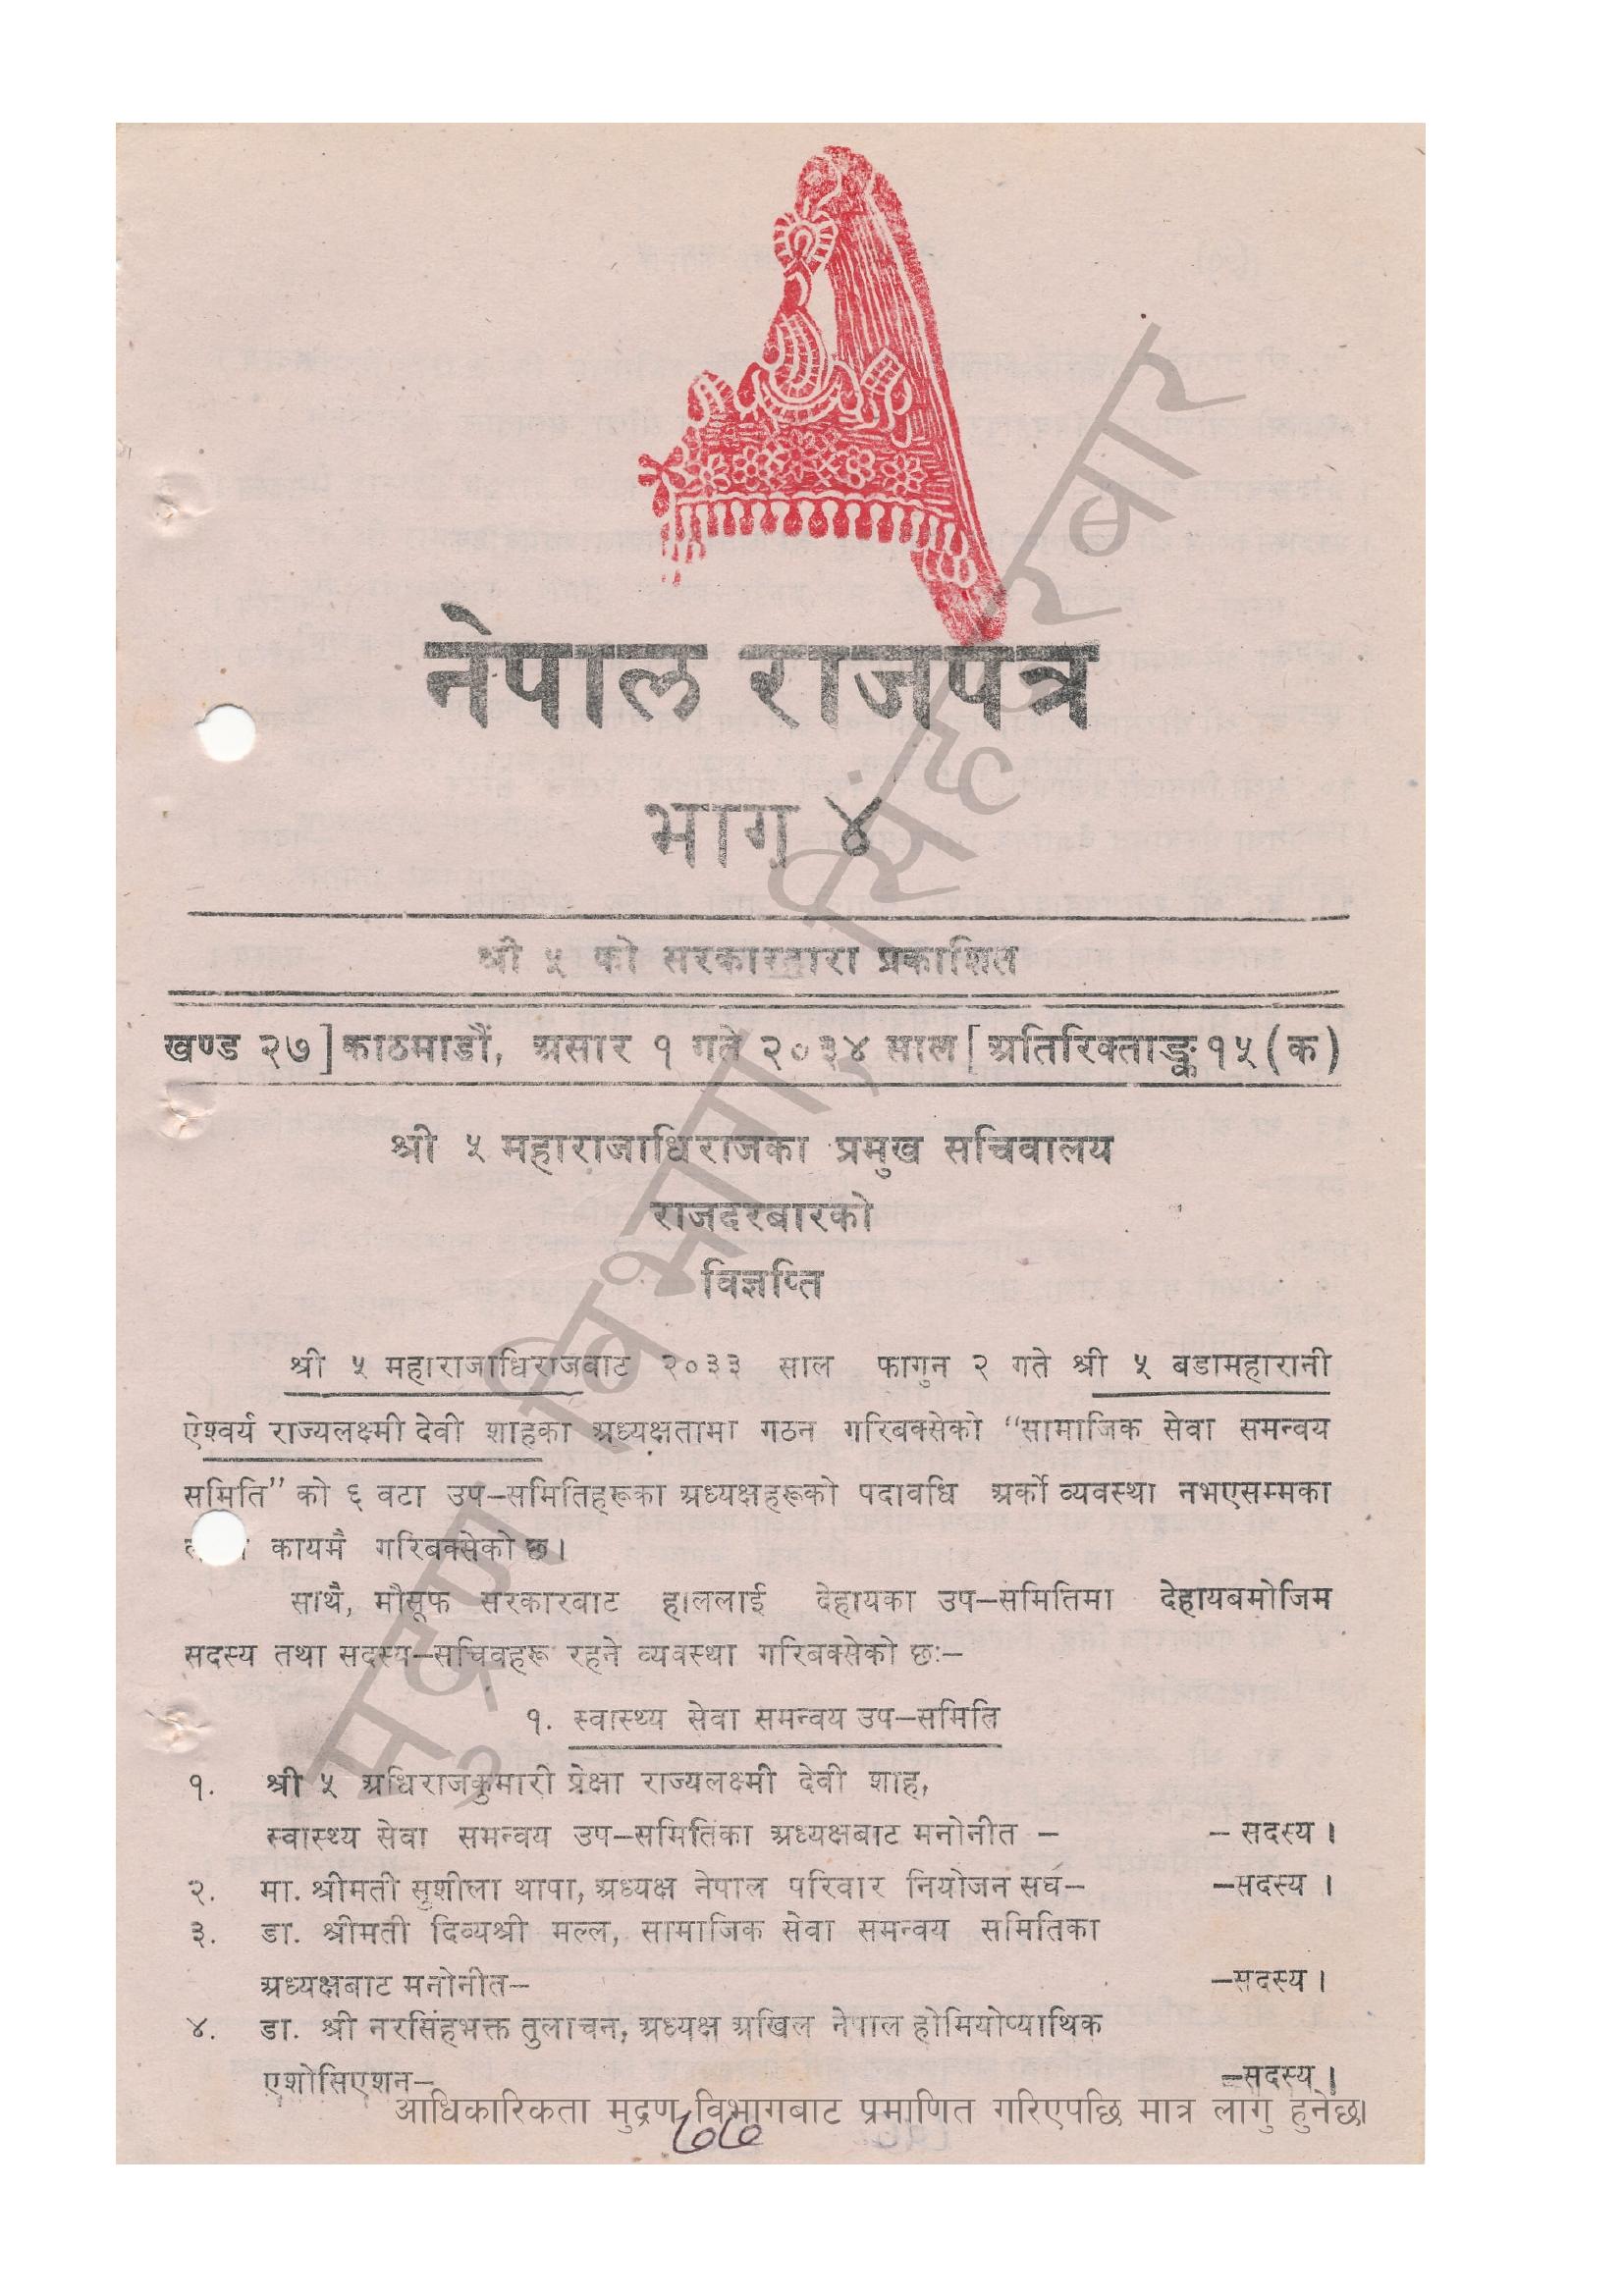 नेपाल राजपत्र
भाग ४
श्री ५ को सरकारद्वारा प्रकाशित
खण्ड २७] काठमाडौं, असार १ गते २०३४ साल [ अतिरिक्ताङ्क १५ (क)
श्री ५ महाराजाधिराजका प्रमुख सचिवालय
राजदरबारको
विज्ञप्ति
श्री ५ महाराजाधिराजबाट २०३३ साल फागुन २ गते श्री ५ बडामहारानी
ऐश्वर्य राज्यलक्ष्मी देवी शाहका अध्यक्षतामा गठन गरिबक्सेको “सामाजिक सेवा समन्वय
समिति” को ६ वटा उप–समितिहरूका अध्यक्षहरूको पदावधि अर्को व्यवस्था नभएसम्मका
कायमै गरिबक्सेको छ।
साथै, मौसूफ सरकारबाट हाललाई देहायका उप–समितिमा देहायबमोजिम
सदस्य तथा सदस्य–सचिवहरू रहने व्यवस्था गरिबक्सेको छः–
१. स्वास्थ्य सेवा समन्वय उप–समिति
१. श्री ५ अधिराजकुमारी प्रेक्षा राज्यलक्ष्मी देवी शाह,
स्वास्थ्य सेवा समन्वय उप–समितिका अध्यक्षबाट मनोनीत – – सदस्य ।
२. मा. श्रीमती सुशीला थापा, अध्यक्ष नेपाल परिवार नियोजन संघ– –सदस्य ।
३. डा. श्रीमती दिव्यश्री मल्ल, सामाजिक सेवा समन्वय समितिका
अध्यक्षबाट मनोनीत– –सदस्य ।
४. डा. श्री नरसिंहभक्त तुलाचन, अध्यक्ष अखिल नेपाल होमियोप्याथिक
एशोसिएशन– –सदस्य ।
आधिकारिकता मुद्रण विभागबाट प्रमाणित गरिएपछि मात्र लागु हुनेछ।
७७
मुद्रण विभाग, सिंहदरबार